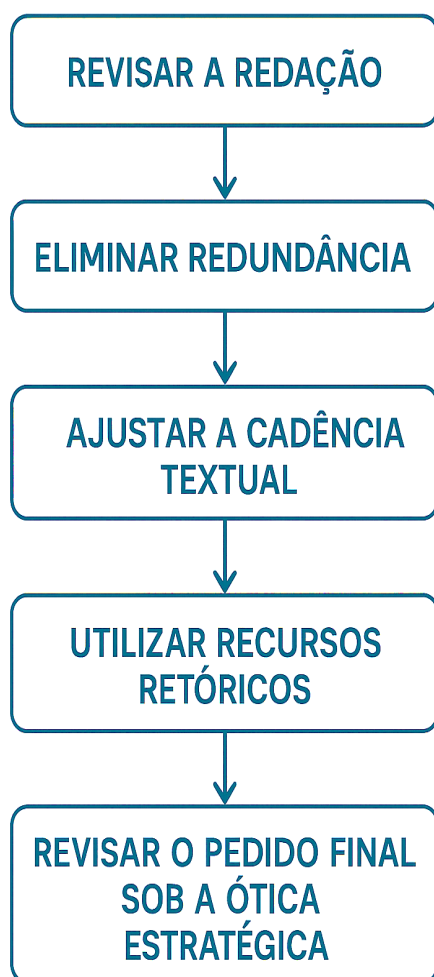 REVISAR A REDAÇÃO
ELIMINAR REDUNDÂNCIA
AJUSTAR A CADÊNCIA
TEXTUAL
UTILIZAR RECURSOS
RETÓRICOS
REVISAR O PEDIDO FINAL
SOB A ÓTICA
ESTRATÉGICA